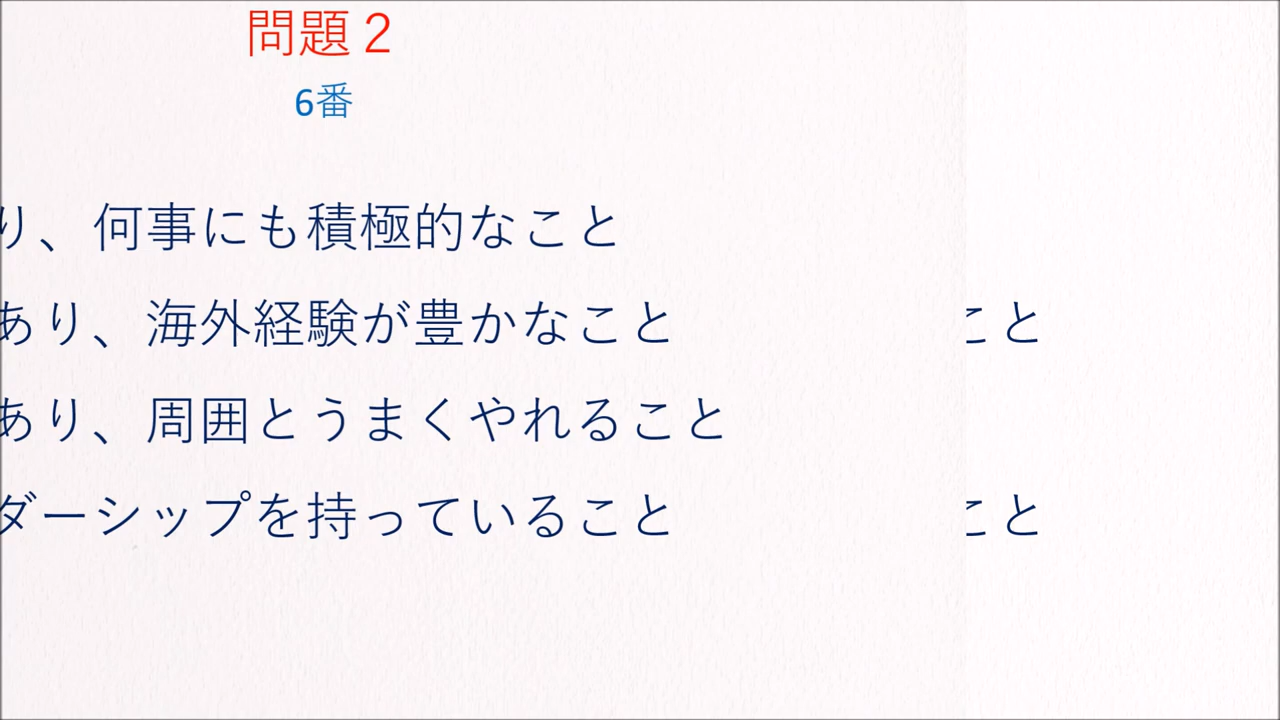 問題２
6番
り、何事にも積極的なこと
あり、海外経験が豊かなこと こと
あり、周囲とうまくやれること
ダーシップを持っていること こと